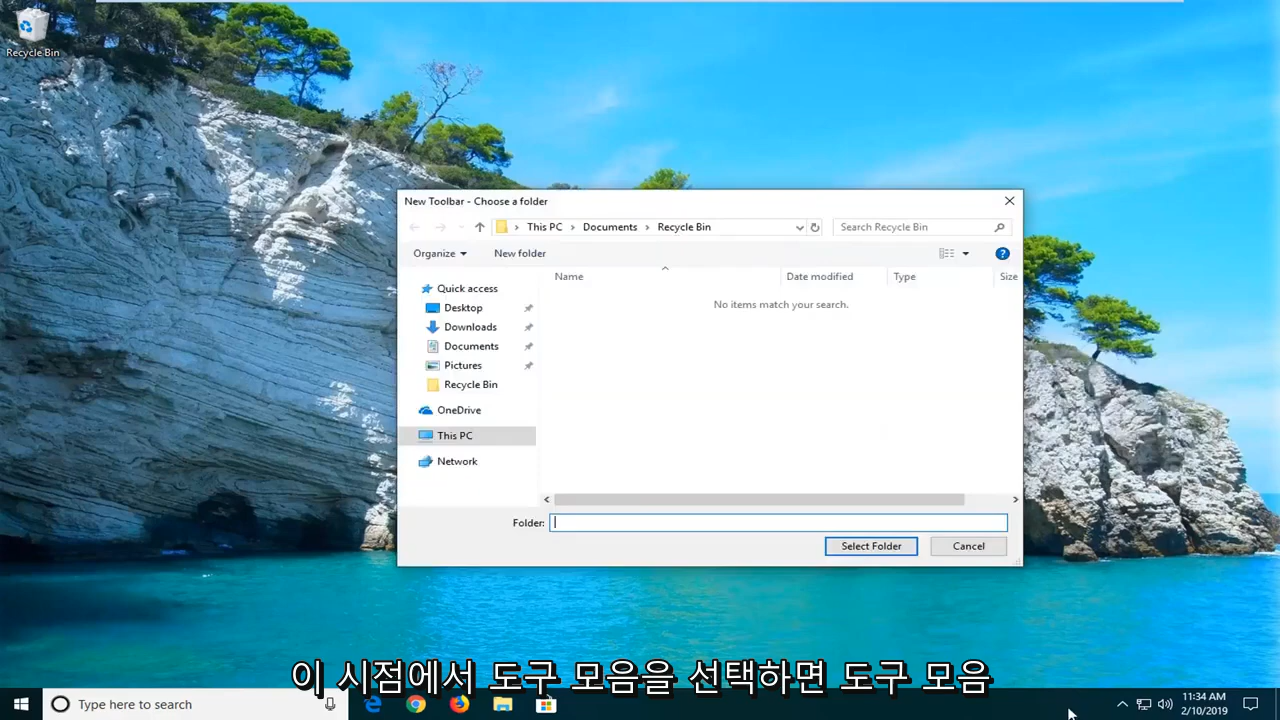 Recycle Bin
New Toolbar - Choose a folder
This PC > Documents > Recycle Bin
Search Recycle Bin
Organize
New folder
Name
Date modified
Type
Size
No items match your search.
Quick access
Desktop
Downloads
Documents
Pictures
Recycle Bin
OneDrive
This PC
Network
Folder:
Select Folder
Cancel
이 시점에서 도구 모음을 선택하면 도구 모음
Type here to search
11:34 AM
2/10/2019